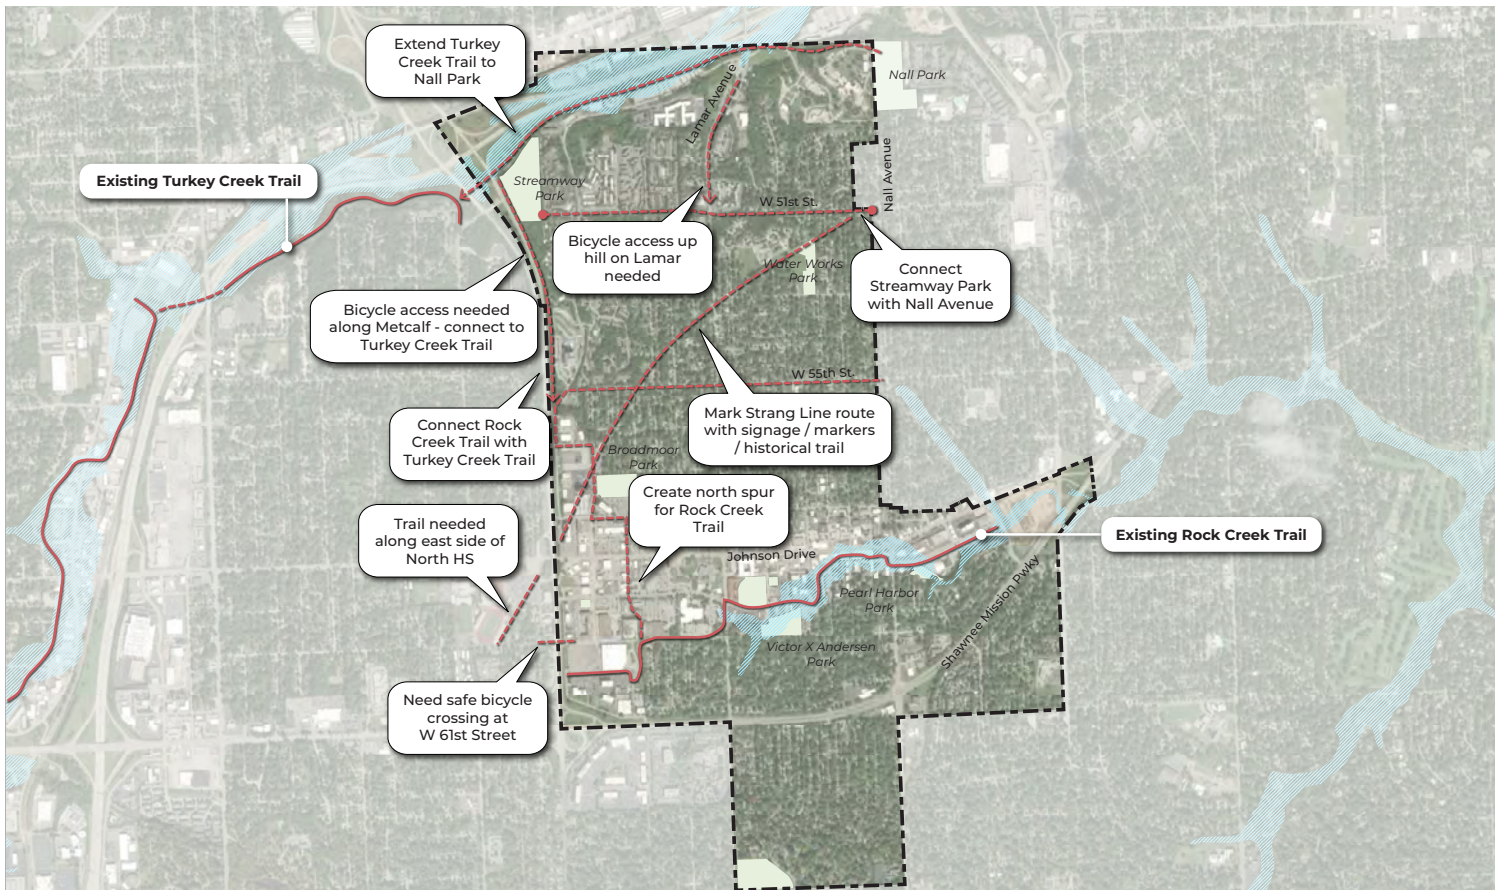 Extend Turkey
Creek Trail to
Nall Park
Nall Park
Lamar Avenue
Existing Turkey Creek Trail
Streamway
Park
Nall Avenue
W 51st St.
Bicycle access up
hill on Lamar
needed
Water Works
Park
Connect
Streamway Park
with Nall Avenue
Bicycle access needed
along Metcalf - connect to
Turkey Creek Trail
W 55th St.
Connect Rock
Creek Trail with
Turkey Creek Trail
Mark Strang Line route
with signage / markers
/ historical trail
Broadmoor
Park
Create north spur
for Rock Creek
Trail
Trail needed
along east side of
North HS
Johnson Drive
Existing Rock Creek Trail
Pearl Harbor
Park
Shawnee Mission Pwky
Victor X Andersen
Park
Need safe bicycle
crossing at
W 61st Street